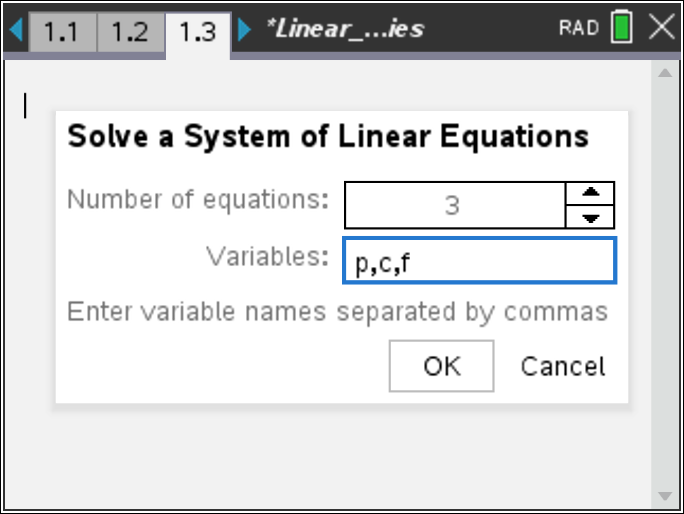 1.1 1.2 1.3 *Linear_...ies RAD
Solve a System of Linear Equations
Number of equations: 3
Variables: p,c,f
Enter variable names separated by commas
OK Cancel